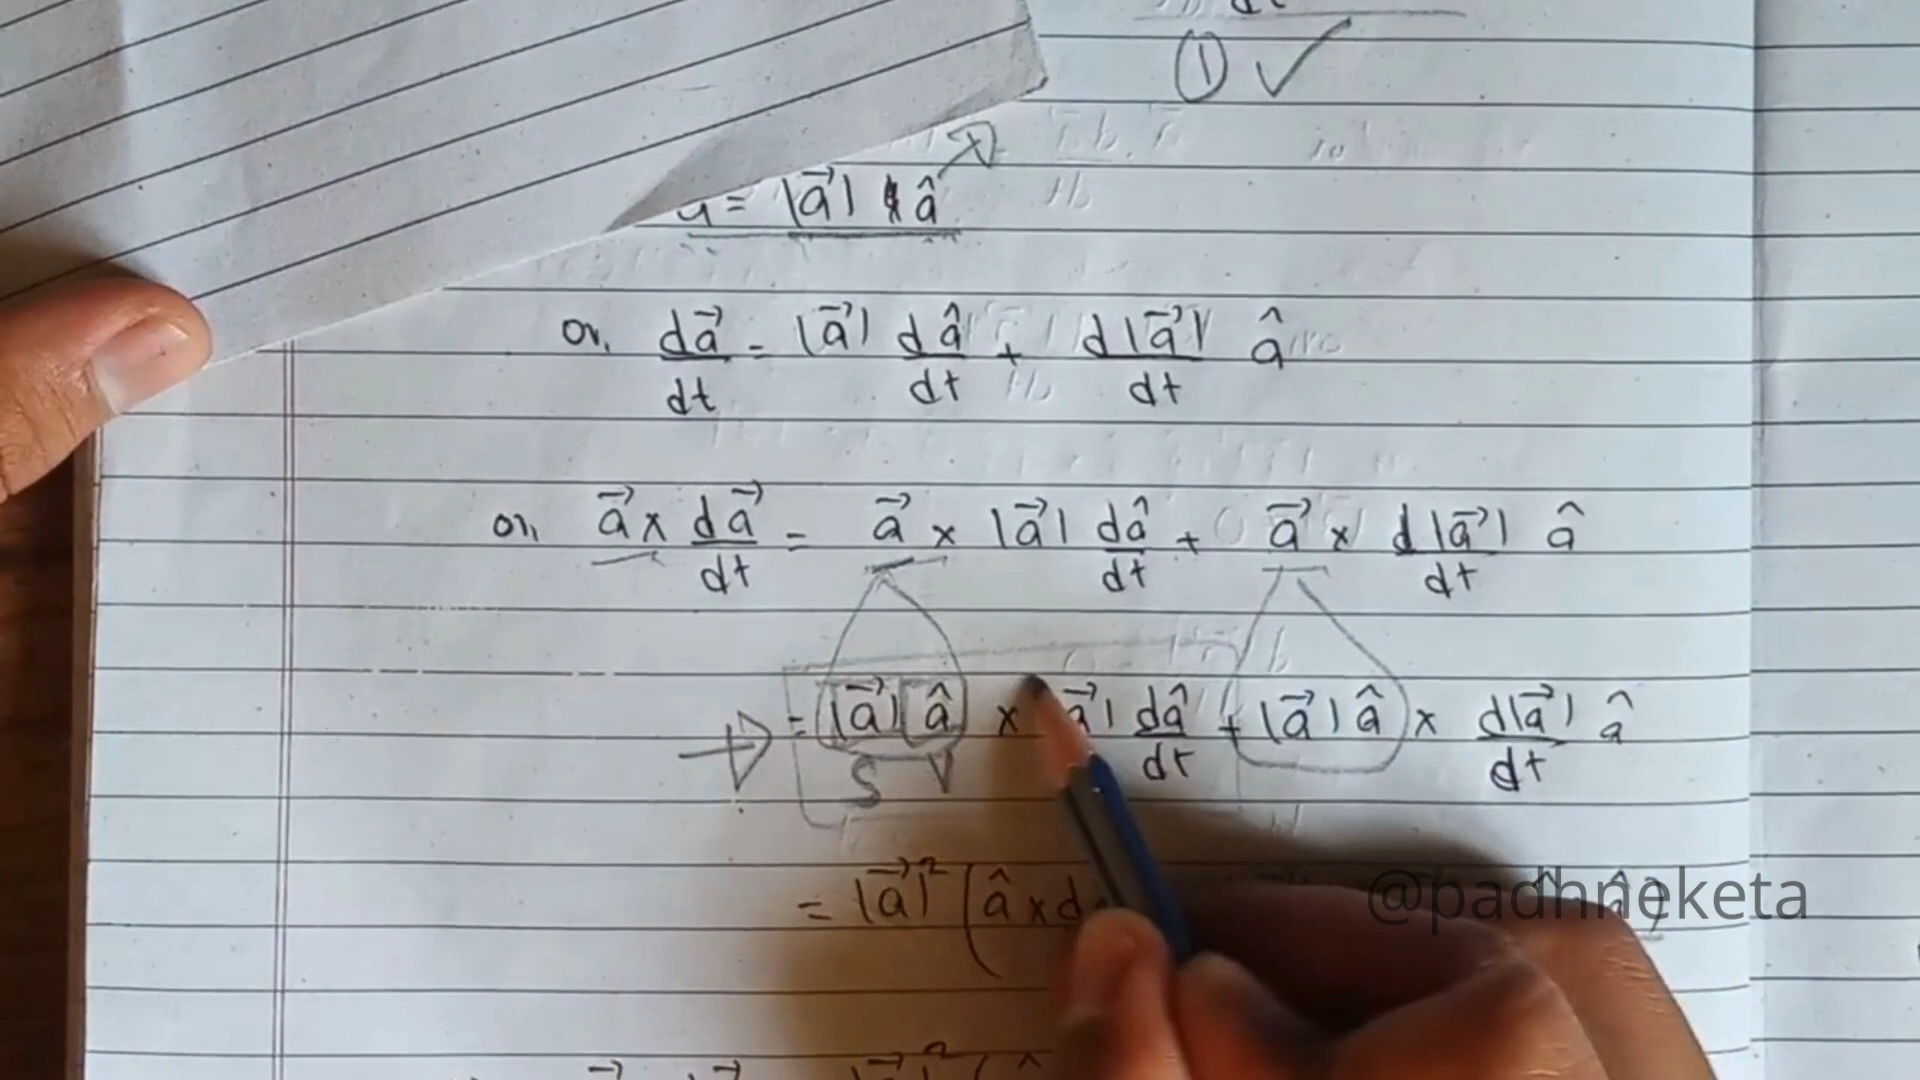 ① ✓
a = |a⃗| â
or, da⃗/dt = |a⃗| dâ/dt + d|a⃗|/dt â
or, a⃗ × da⃗/dt = a⃗ × |a⃗| dâ/dt + a⃗ × d|a⃗|/dt â
= |a⃗| â × |a⃗| dâ/dt + |a⃗| â × d|a⃗|/dt â
S V
= |a⃗|² (â × d
@padhneketa